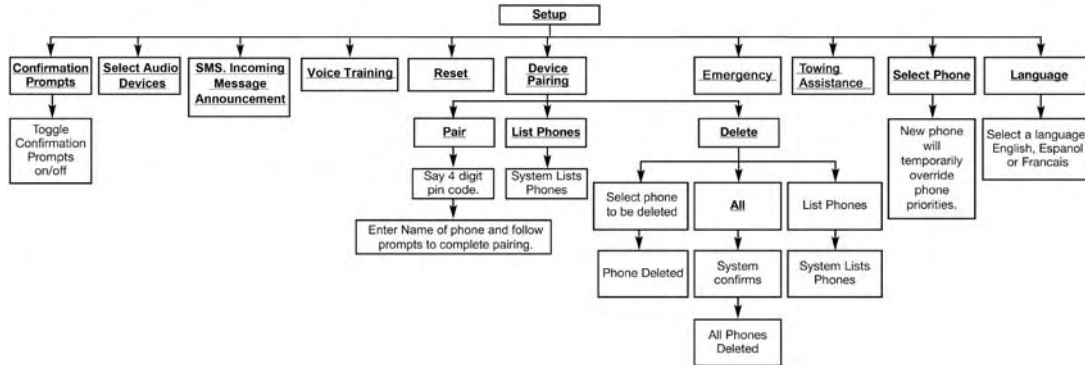 Setup
Confirmation
Prompts
Select Audio
Devices
SMS. Incoming
Message
Announcement
Voice Training
Reset
Device
Pairing
Emergency
Towing
Assistance
Select Phone
Language
Toggle
Confirmation
Prompts
on/off
Pair
List Phones
Delete
New phone
will
temporarily
override
phone
priorities.
Select a language
English, Espanol
or Francais
Say 4 digit
pin code.
System Lists
Phones
Select phone
to be deleted
All
List Phones
Enter Name of phone and follow
prompts to complete pairing.
Phone Deleted
System
confirms
System Lists
Phones
All Phones
Deleted